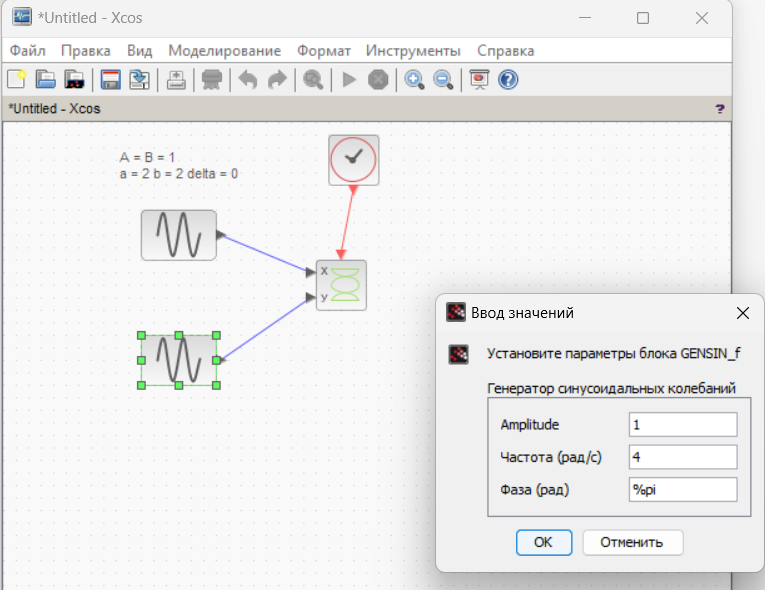 *Untitled - Xcos
Файл Правка Вид Моделирование Формат Инструменты Справка
*Untitled - Xcos ?
A = B = 1
a = 2 b = 2 delta = 0
x
y
Ввод значений
Установите параметры блока GENSIN_f
Генератор синусоидальных колебаний
Amplitude 1
Частота (рад/с) 4
Фаза (рад) %pi
OK Отменить